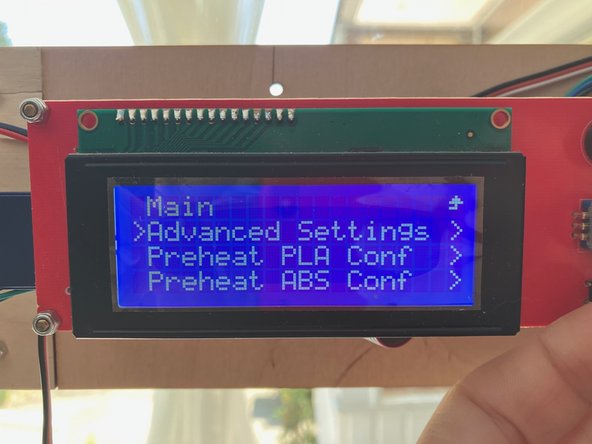 Main
>Advanced Settings >
Preheat PLA Conf >
Preheat ABS Conf >